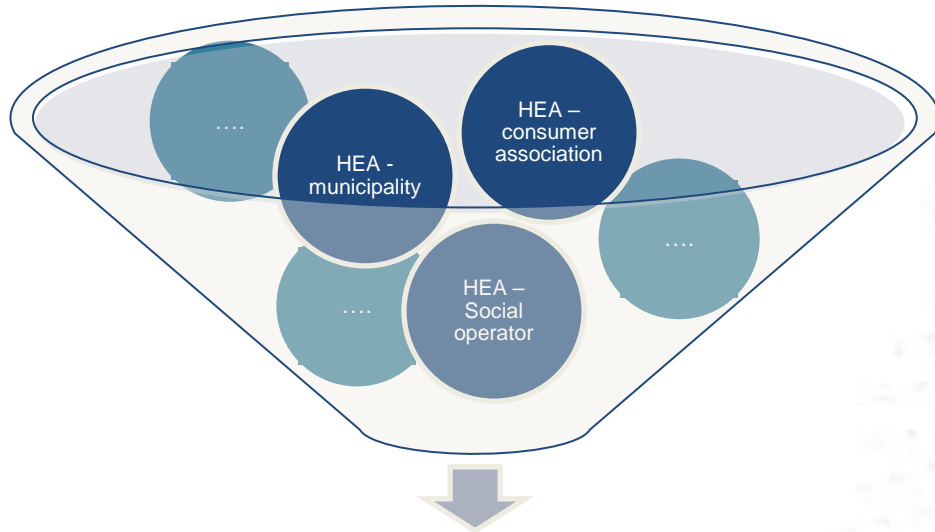 ....
HEA –
consumer
association
HEA -
municipality
....
....
HEA –
Social
operator